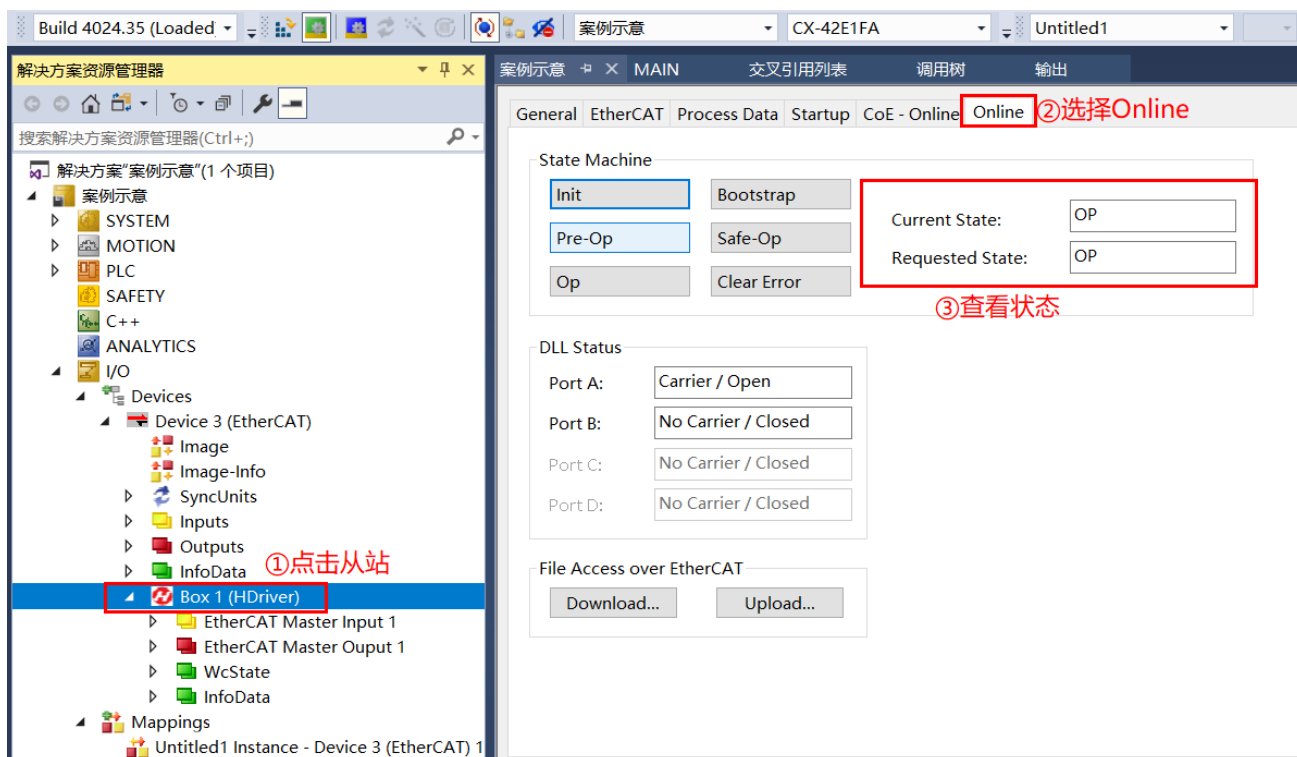 Build 4024.35 (Loaded
案例示意
CX-42E1FA
Untitled1
解决方案资源管理器
搜索解决方案资源管理器(Ctrl+;)
解决方案"案例示意"(1 个项目)
案例示意
SYSTEM
MOTION
PLC
SAFETY
C++
ANALYTICS
I/O
Devices
Device 3 (EtherCAT)
Image
Image-Info
SyncUnits
Inputs
Outputs
InfoData
①点击从站
Box 1 (HDriver)
EtherCAT Master Input 1
EtherCAT Master Ouput 1
WcState
InfoData
Mappings
Untitled1 Instance - Device 3 (EtherCAT) 1
案例示意 MAIN 交叉引用列表 调用树 输出
General EtherCAT Process Data Startup CoE - Online Online ②选择Online
State Machine
Init Bootstrap
Pre-Op Safe-Op
Op Clear Error
Current State: OP
Requested State: OP
③查看状态
DLL Status
Port A: Carrier / Open
Port B: No Carrier / Closed
Port C: No Carrier / Closed
Port D: No Carrier / Closed
File Access over EtherCAT
Download... Upload...